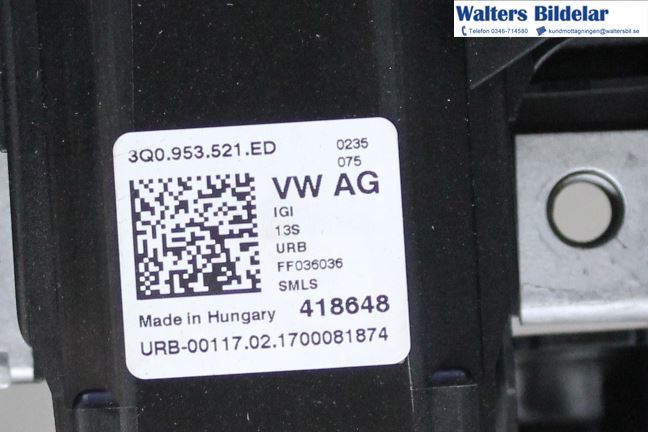 Walters Bildelar
Telefon 0346-714580 kundmottagningen@waltersbil.se
3Q0.953.521.ED 0235
075
VW AG
IGI
13S
URB
FF036036
SMLS
Made in Hungary 418648
URB-00117.02.1700081874